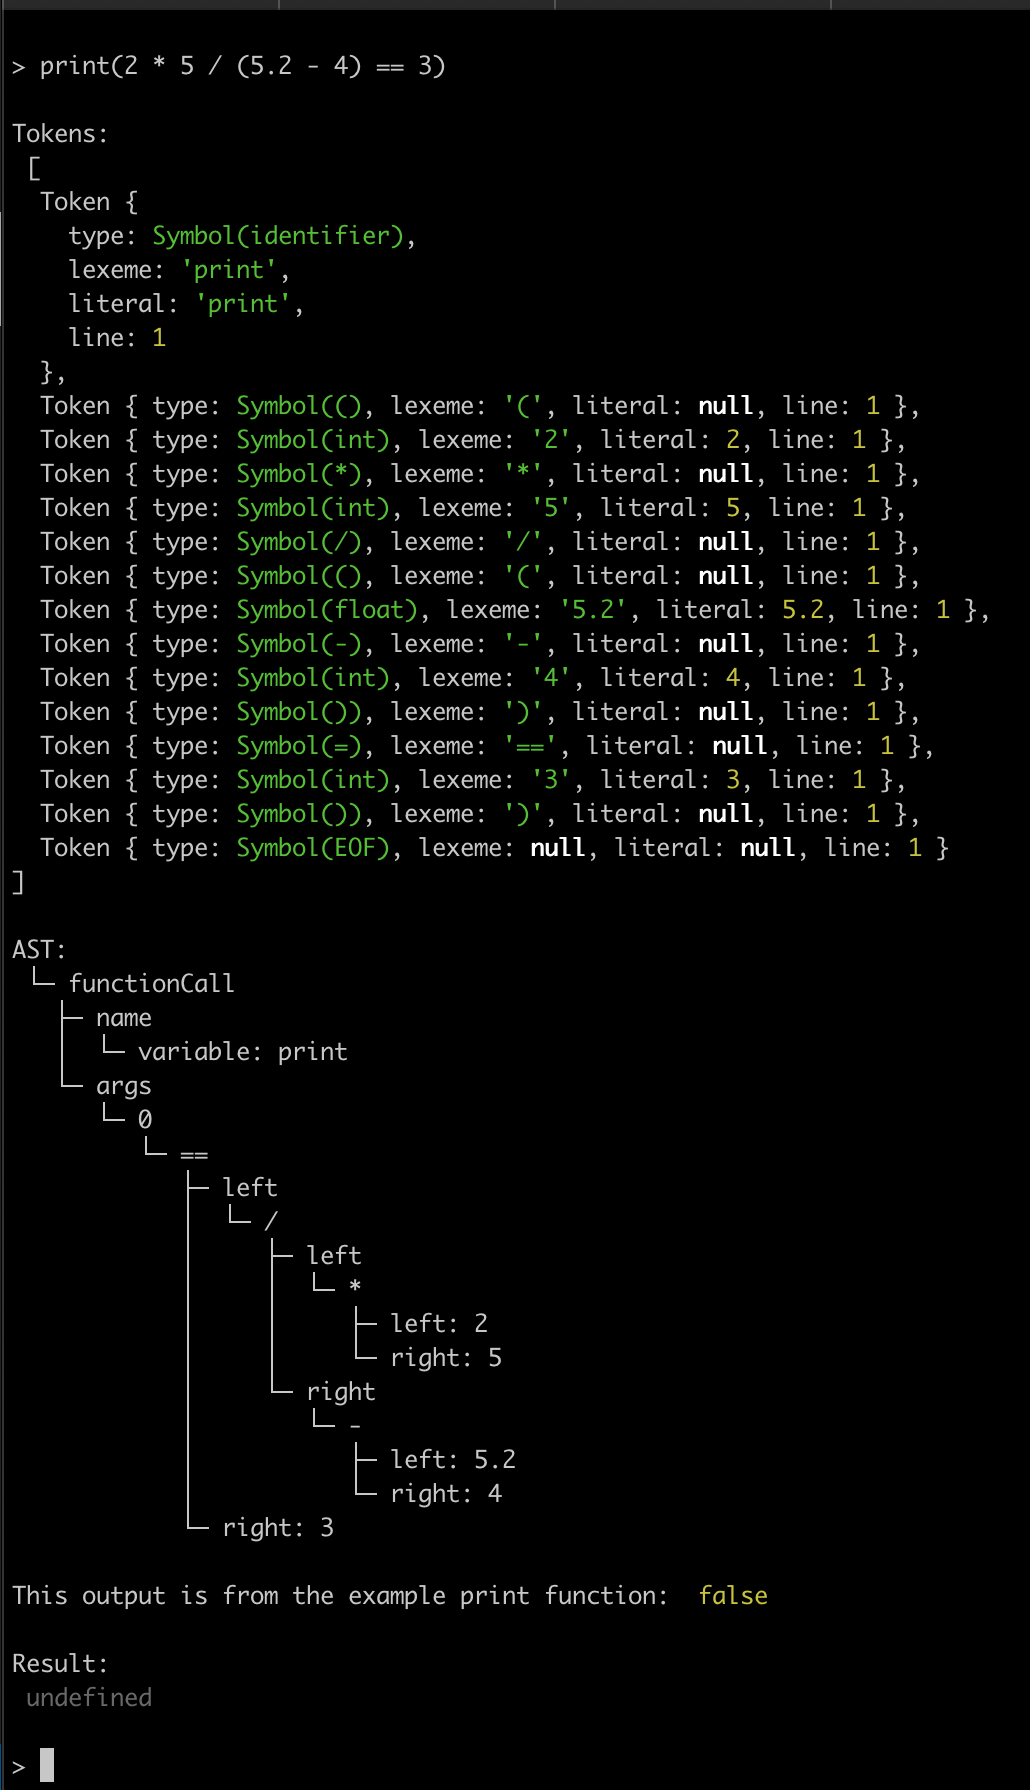 > print(2 * 5 / (5.2 - 4) == 3)
Tokens:
[
Token {
type: Symbol(identifier),
lexeme: 'print',
literal: 'print',
line: 1
},
Token { type: Symbol((), lexeme: '(', literal: null, line: 1 },
Token { type: Symbol(int), lexeme: '2', literal: 2, line: 1 },
Token { type: Symbol(*), lexeme: '*', literal: null, line: 1 },
Token { type: Symbol(int), lexeme: '5', literal: 5, line: 1 },
Token { type: Symbol(/), lexeme: '/', literal: null, line: 1 },
Token { type: Symbol((), lexeme: '(', literal: null, line: 1 },
Token { type: Symbol(float), lexeme: '5.2', literal: 5.2, line: 1 },
Token { type: Symbol(-), lexeme: '-', literal: null, line: 1 },
Token { type: Symbol(int), lexeme: '4', literal: 4, line: 1 },
Token { type: Symbol()), lexeme: ')', literal: null, line: 1 },
Token { type: Symbol(=), lexeme: '==', literal: null, line: 1 },
Token { type: Symbol(int), lexeme: '3', literal: 3, line: 1 },
Token { type: Symbol()), lexeme: ')', literal: null, line: 1 },
Token { type: Symbol(EOF), lexeme: null, literal: null, line: 1 }
]
AST:
└─ functionCall
├─ name
│ └─ variable: print
└─ args
└─ 0
└─ ==
├─ left
│ └─ /
│ ├─ left
│ │ └─ *
│ │ ├─ left: 2
│ │ └─ right: 5
│ └─ right
│ └─ -
│ ├─ left: 5.2
│ └─ right: 4
└─ right: 3
This output is from the example print function: false
Result:
undefined
>